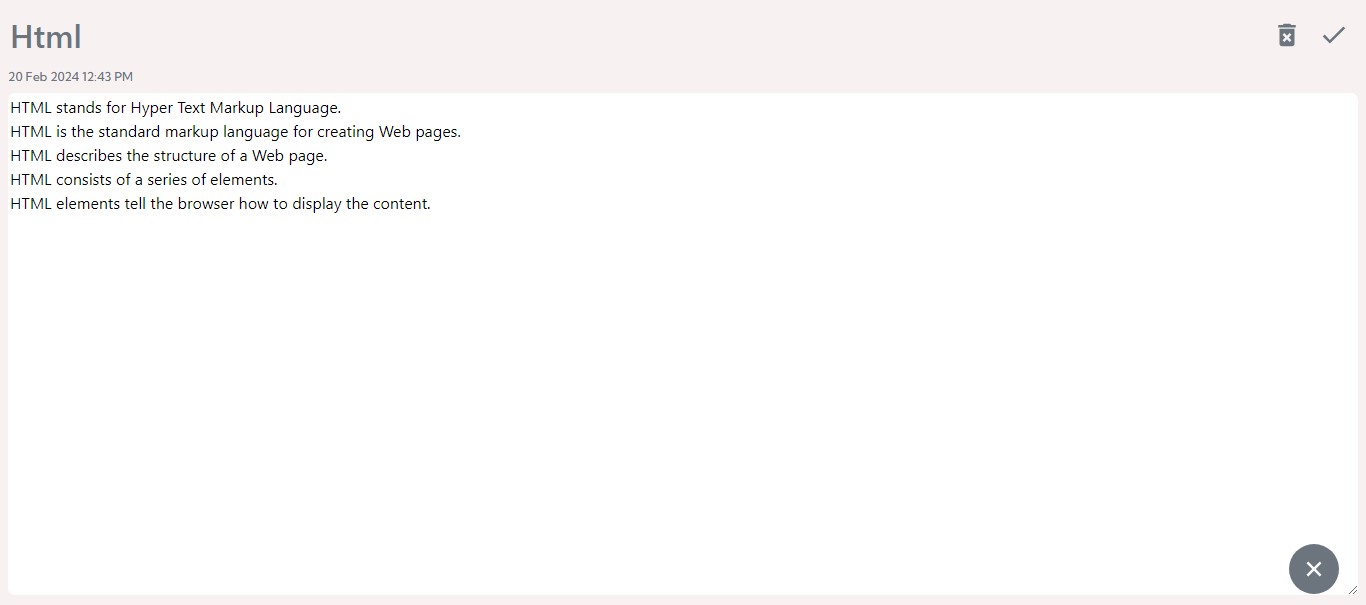 Html
20 Feb 2024 12:43 PM
HTML stands for Hyper Text Markup Language.
HTML is the standard markup language for creating Web pages.
HTML describes the structure of a Web page.
HTML consists of a series of elements.
HTML elements tell the browser how to display the content.